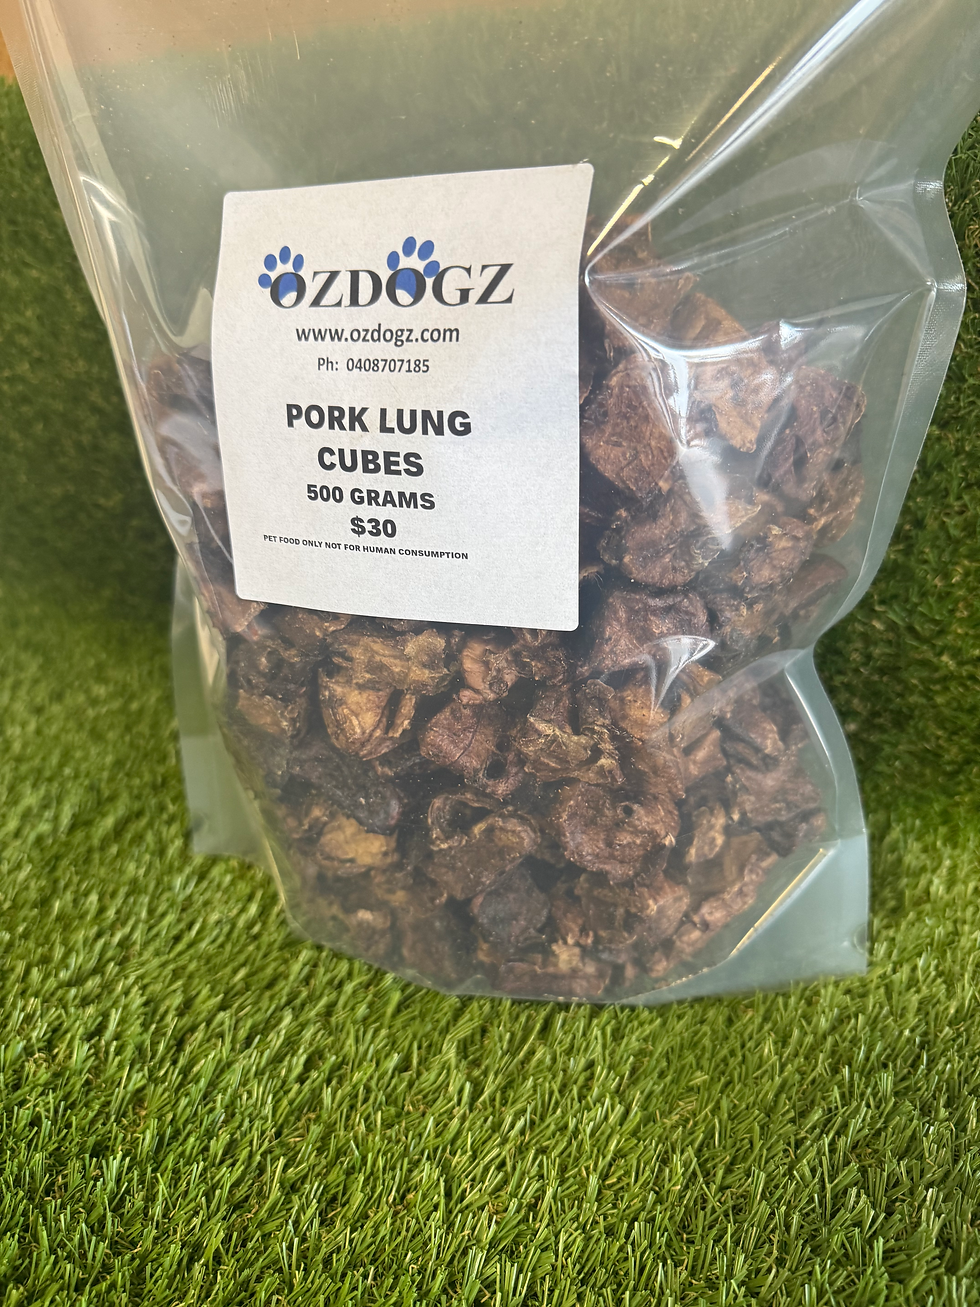 OZDOGZ
www.ozdogz.com
Ph: 0408707185
PORK LUNG
CUBES
500 GRAMS
$30
PET FOOD ONLY NOT FOR HUMAN CONSUMPTION